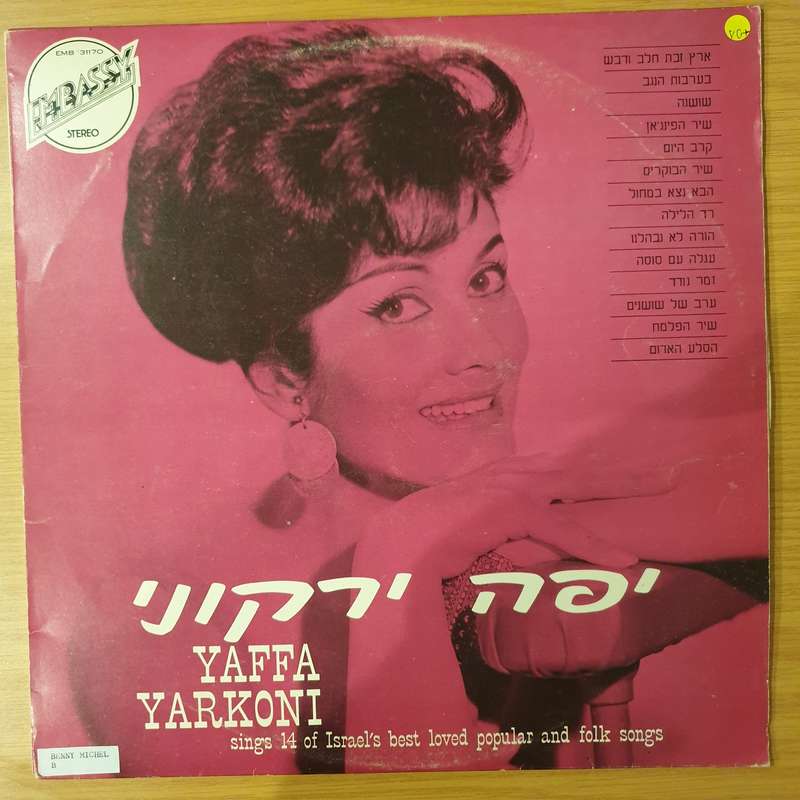 EMB 31170
EMBASSY
STEREO
VG+
ארץ זבת חלב ודבש
בערבות הנגב
שושנה
שיר הפינג'אן
קרב היום
שיר הבוקרים
הבא נצא במחול
רד הלילה
הורה לא נבהלנו
עגלה עם סוסה
זמר נודד
ערב של שושנים
שיר הפלמח
הסלע האדום
יפה ירקוני
YAFFA
YARKONI
sings 14 of Israel's best loved popular and folk songs
BENNY MICHEL
B